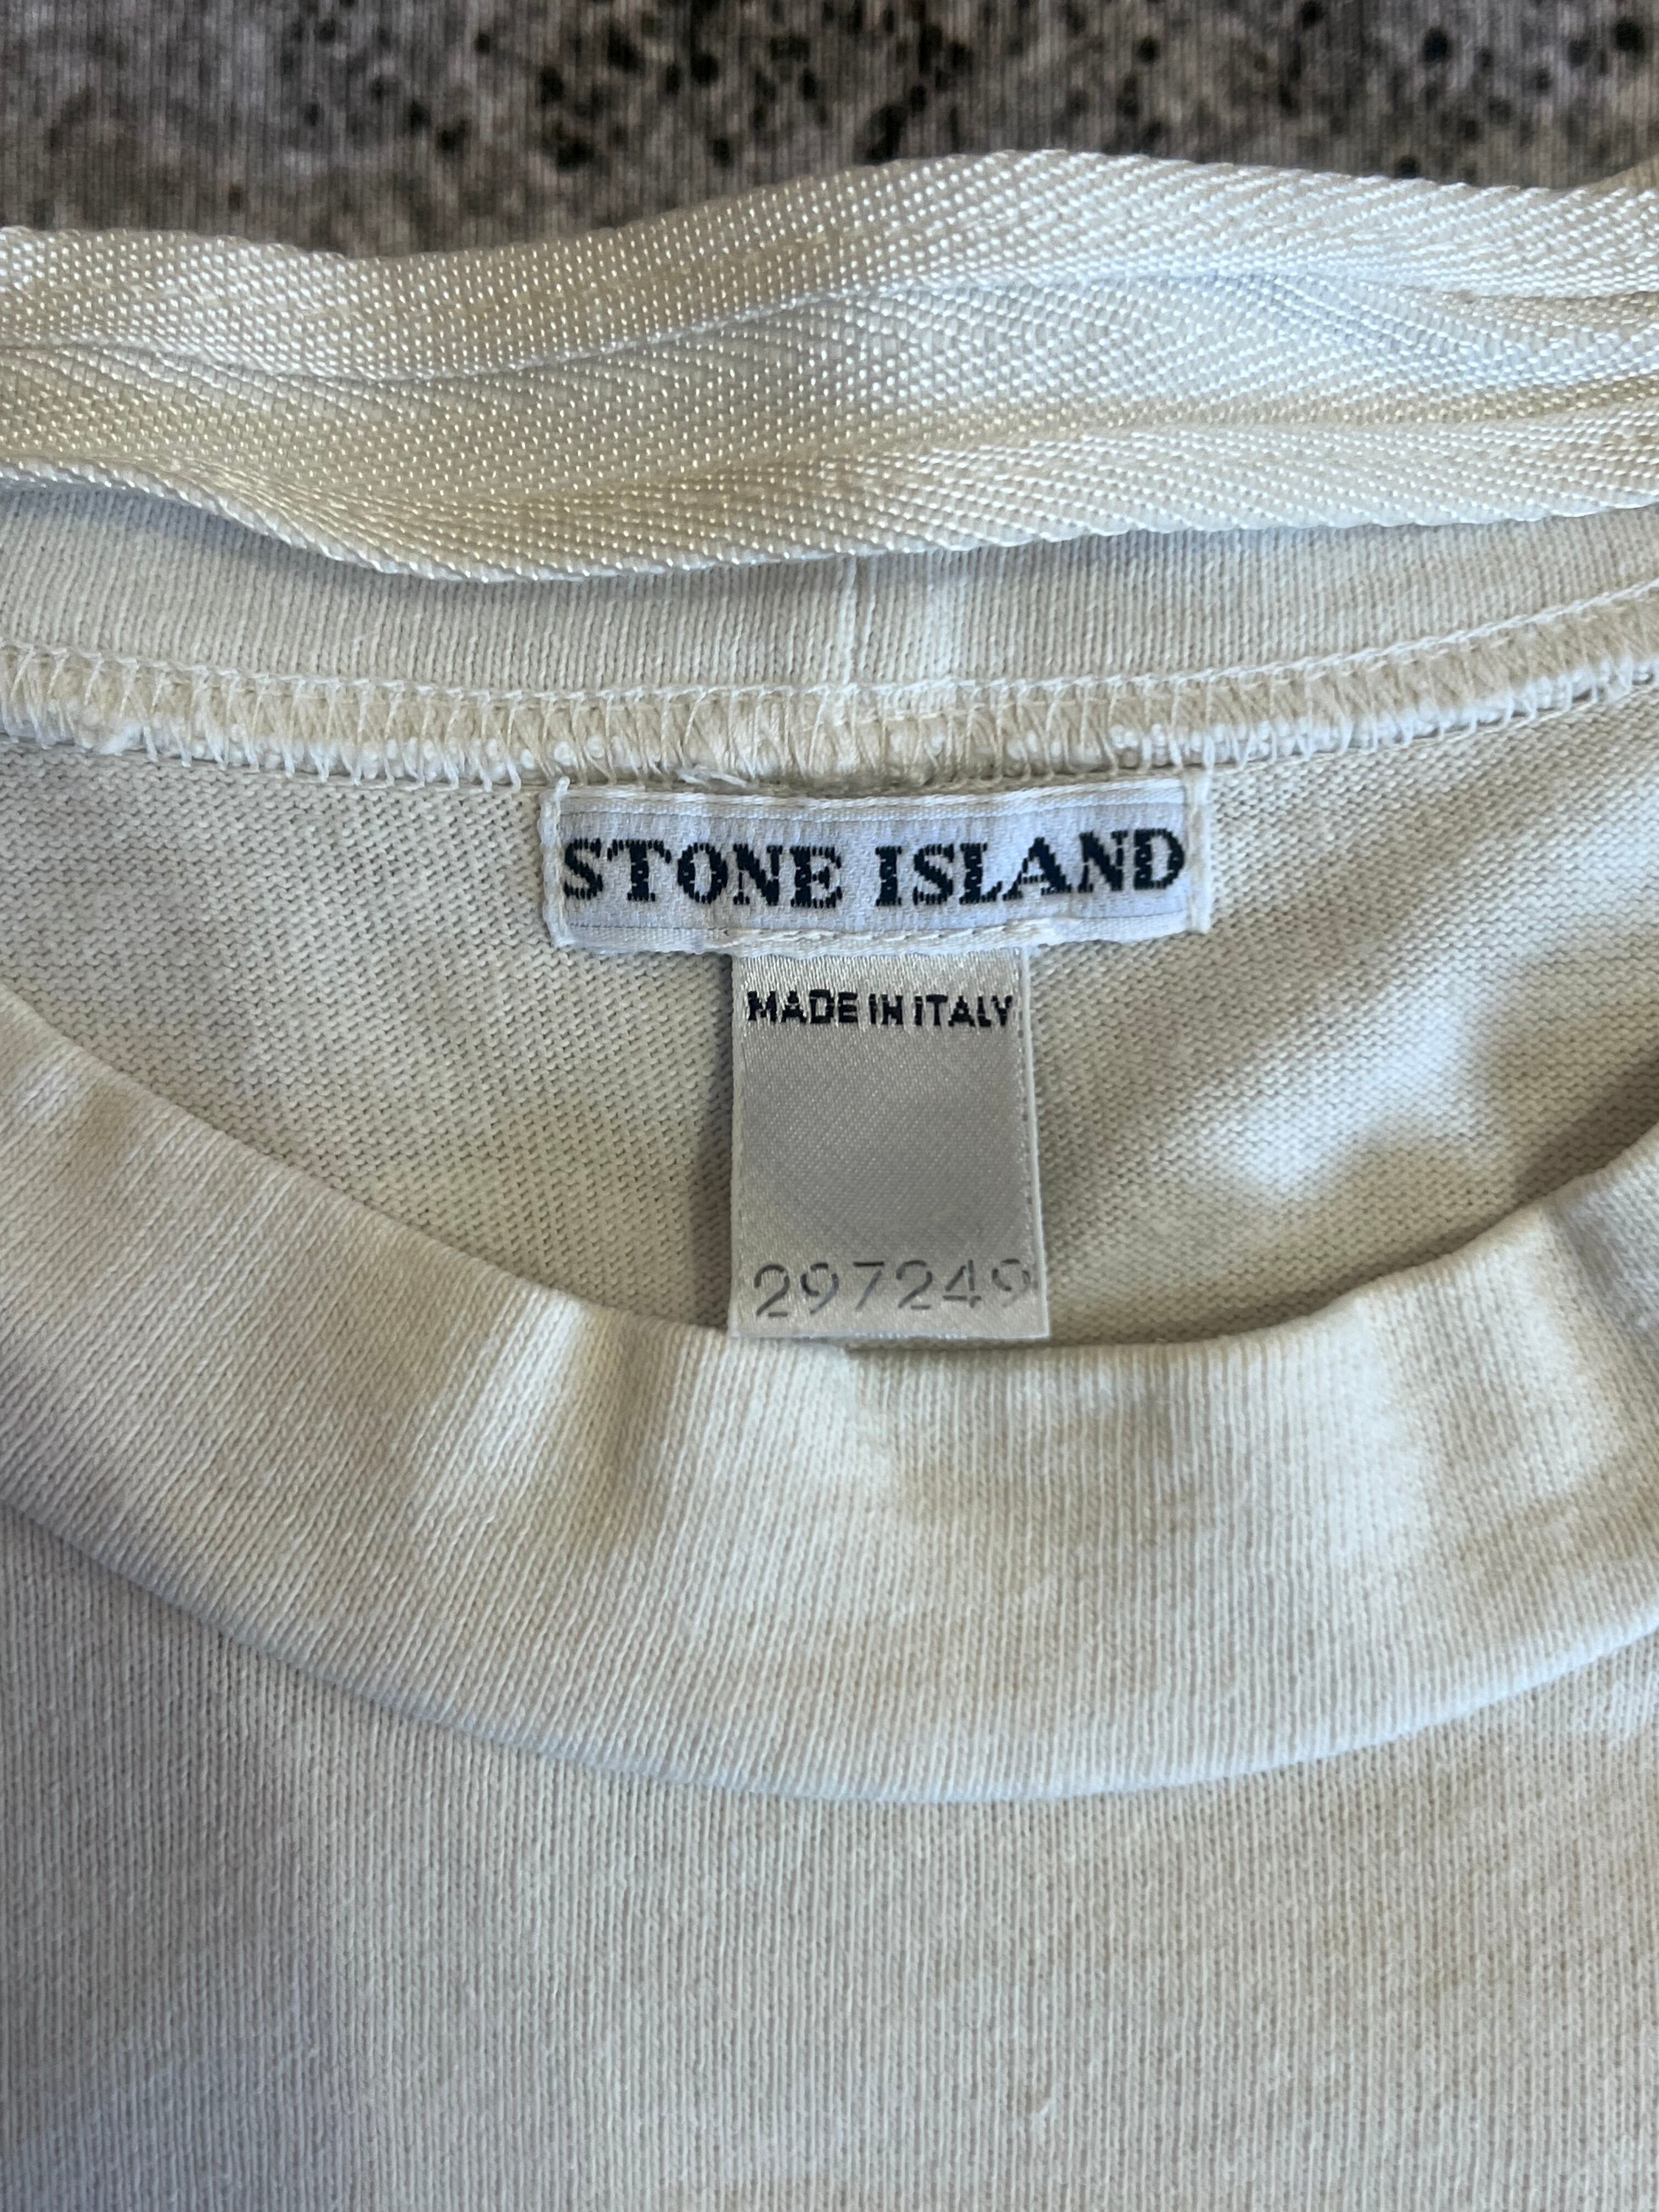 STONE ISLAND
MADE IN ITALY
297249